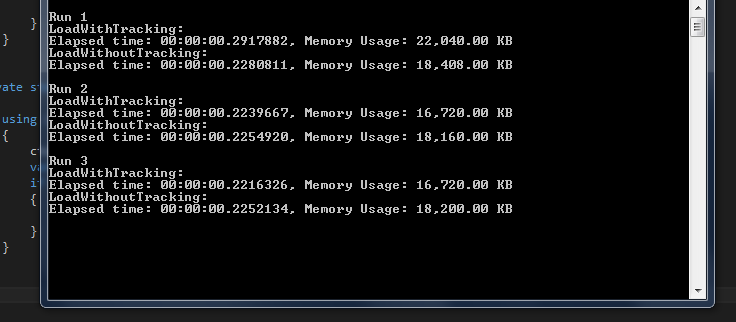 }
}
vate st
using
{
ct
va
it
{
}
}
Run 1
LoadWithTracking:
Elapsed time: 00:00:00.2917882, Memory Usage: 22,040.00 KB
LoadWithoutTracking:
Elapsed time: 00:00:00.2280811, Memory Usage: 18,408.00 KB
Run 2
LoadWithTracking:
Elapsed time: 00:00:00.2239667, Memory Usage: 16,720.00 KB
LoadWithoutTracking:
Elapsed time: 00:00:00.2254920, Memory Usage: 18,160.00 KB
Run 3
LoadWithTracking:
Elapsed time: 00:00:00.2216326, Memory Usage: 16,720.00 KB
LoadWithoutTracking:
Elapsed time: 00:00:00.2252134, Memory Usage: 18,200.00 KB